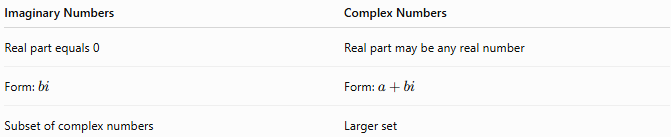 Imaginary Numbers Complex Numbers
Real part equals 0 Real part may be any real number
Form: bi Form: a + bi
Subset of complex numbers Larger set